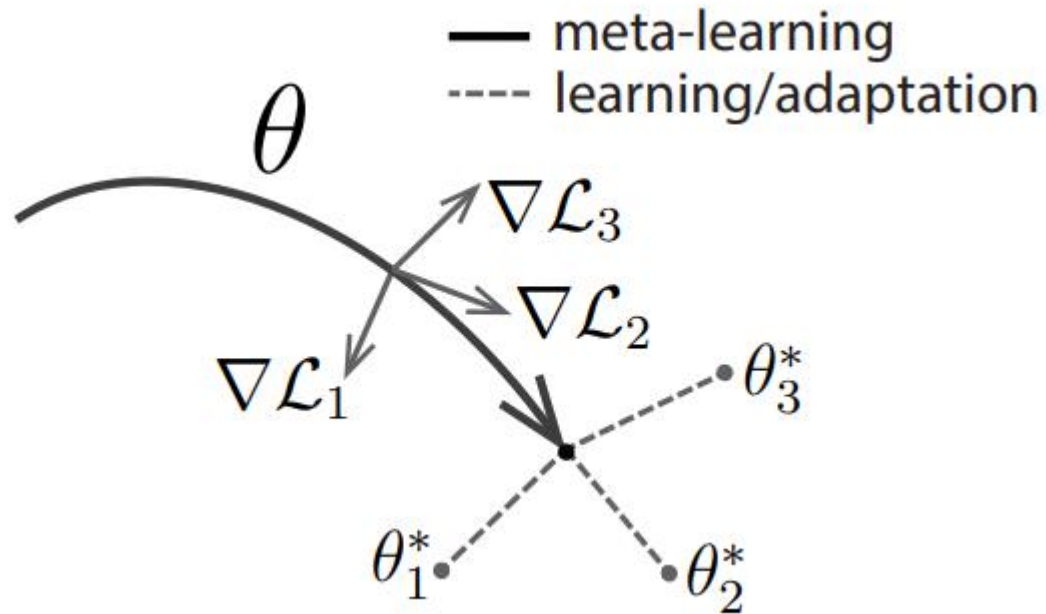 meta-learning
learning/adaptation
θ
∇ℒ₃
∇ℒ₂
∇ℒ₁
θ₃*
θ₁*
θ₂*